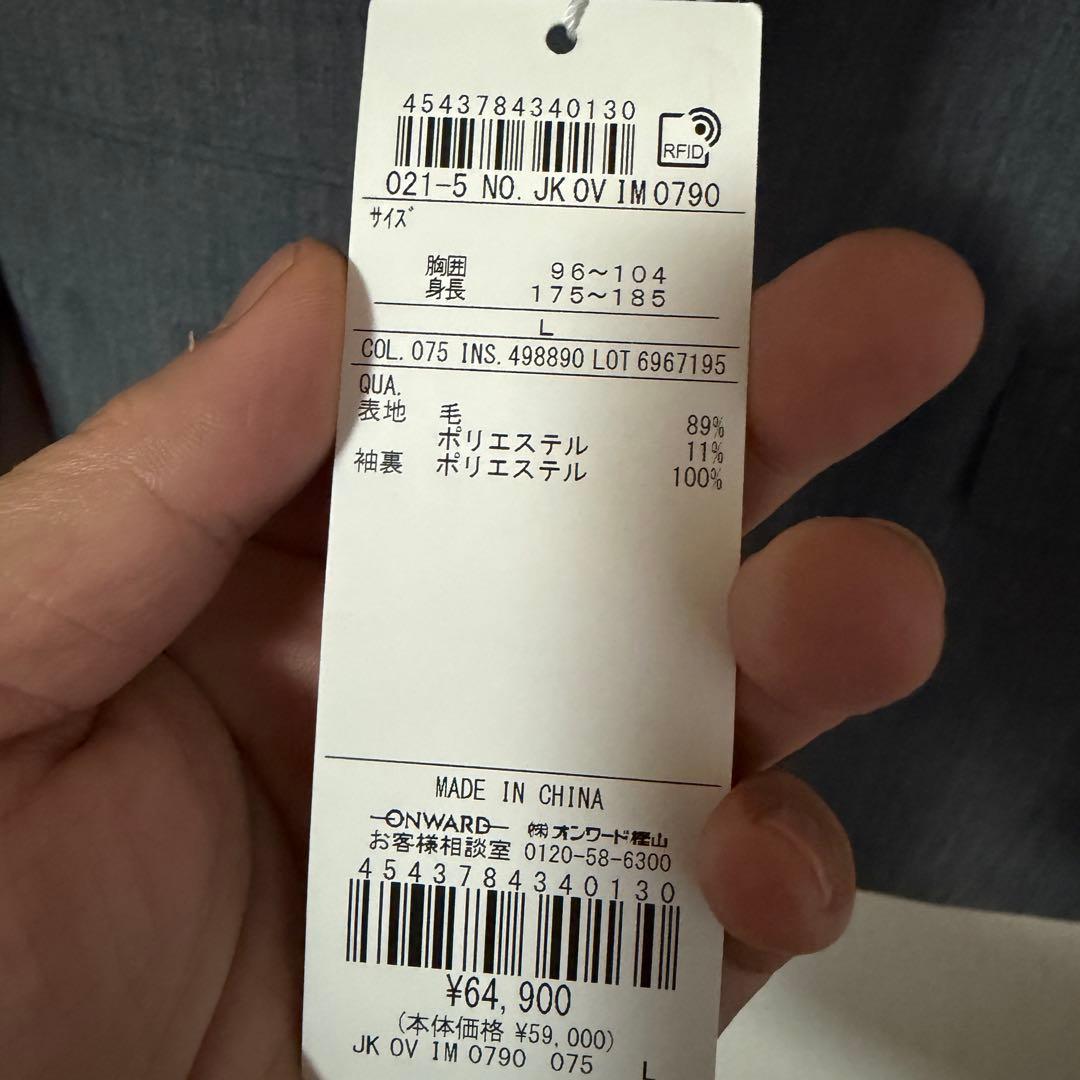 4543784340130
RFID
021-5 NO. JK OV IM 0790
サイズ
胸囲 96~104
身長 175~185
L
COL. 075 INS. 498890 LOT 6967195
QUA.
表地 毛 89%
ポリエステル 11%
袖裏 ポリエステル 100%
MADE IN CHINA
ONWARD ㈱オンワード樫山
お客様相談室 0120-58-6300
4543784340130
¥64,900
(本体価格 ¥59,000)
JK OV IM 0790 075 L